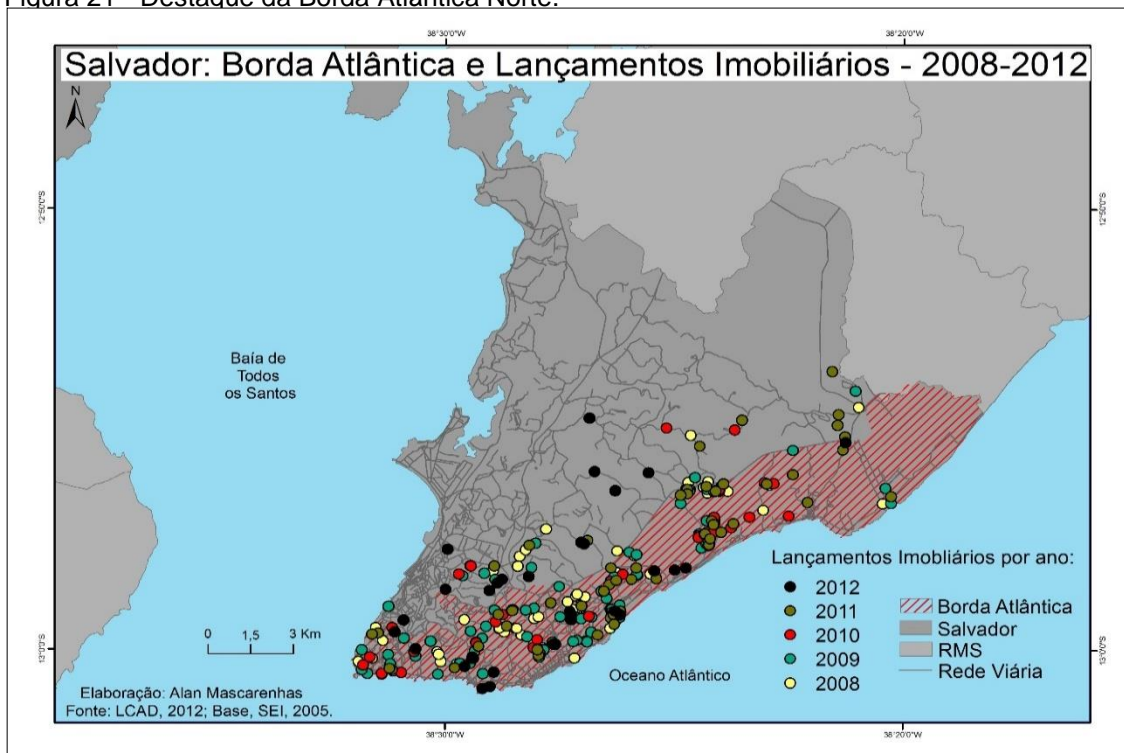 Figura 21 - Destaque da Borda Atlântica Norte.
38°30'0"W
38°20'0"W
Salvador: Borda Atlântica e Lançamentos Imobiliários - 2008-2012
N
12°50'0"S
12°50'0"S
Baía de
Todos
os Santos
Lançamentos Imobliários por ano:
2012
2011
2010
2009
2008
Borda Atlântica
Salvador
RMS
Rede Viária
0 1,5 3 Km
13°0'0"S
13°0'0"S
Oceano Atlântico
Elaboração: Alan Mascarenhas
Fonte: LCAD, 2012; Base, SEI, 2005.
38°30'0"W
38°20'0"W